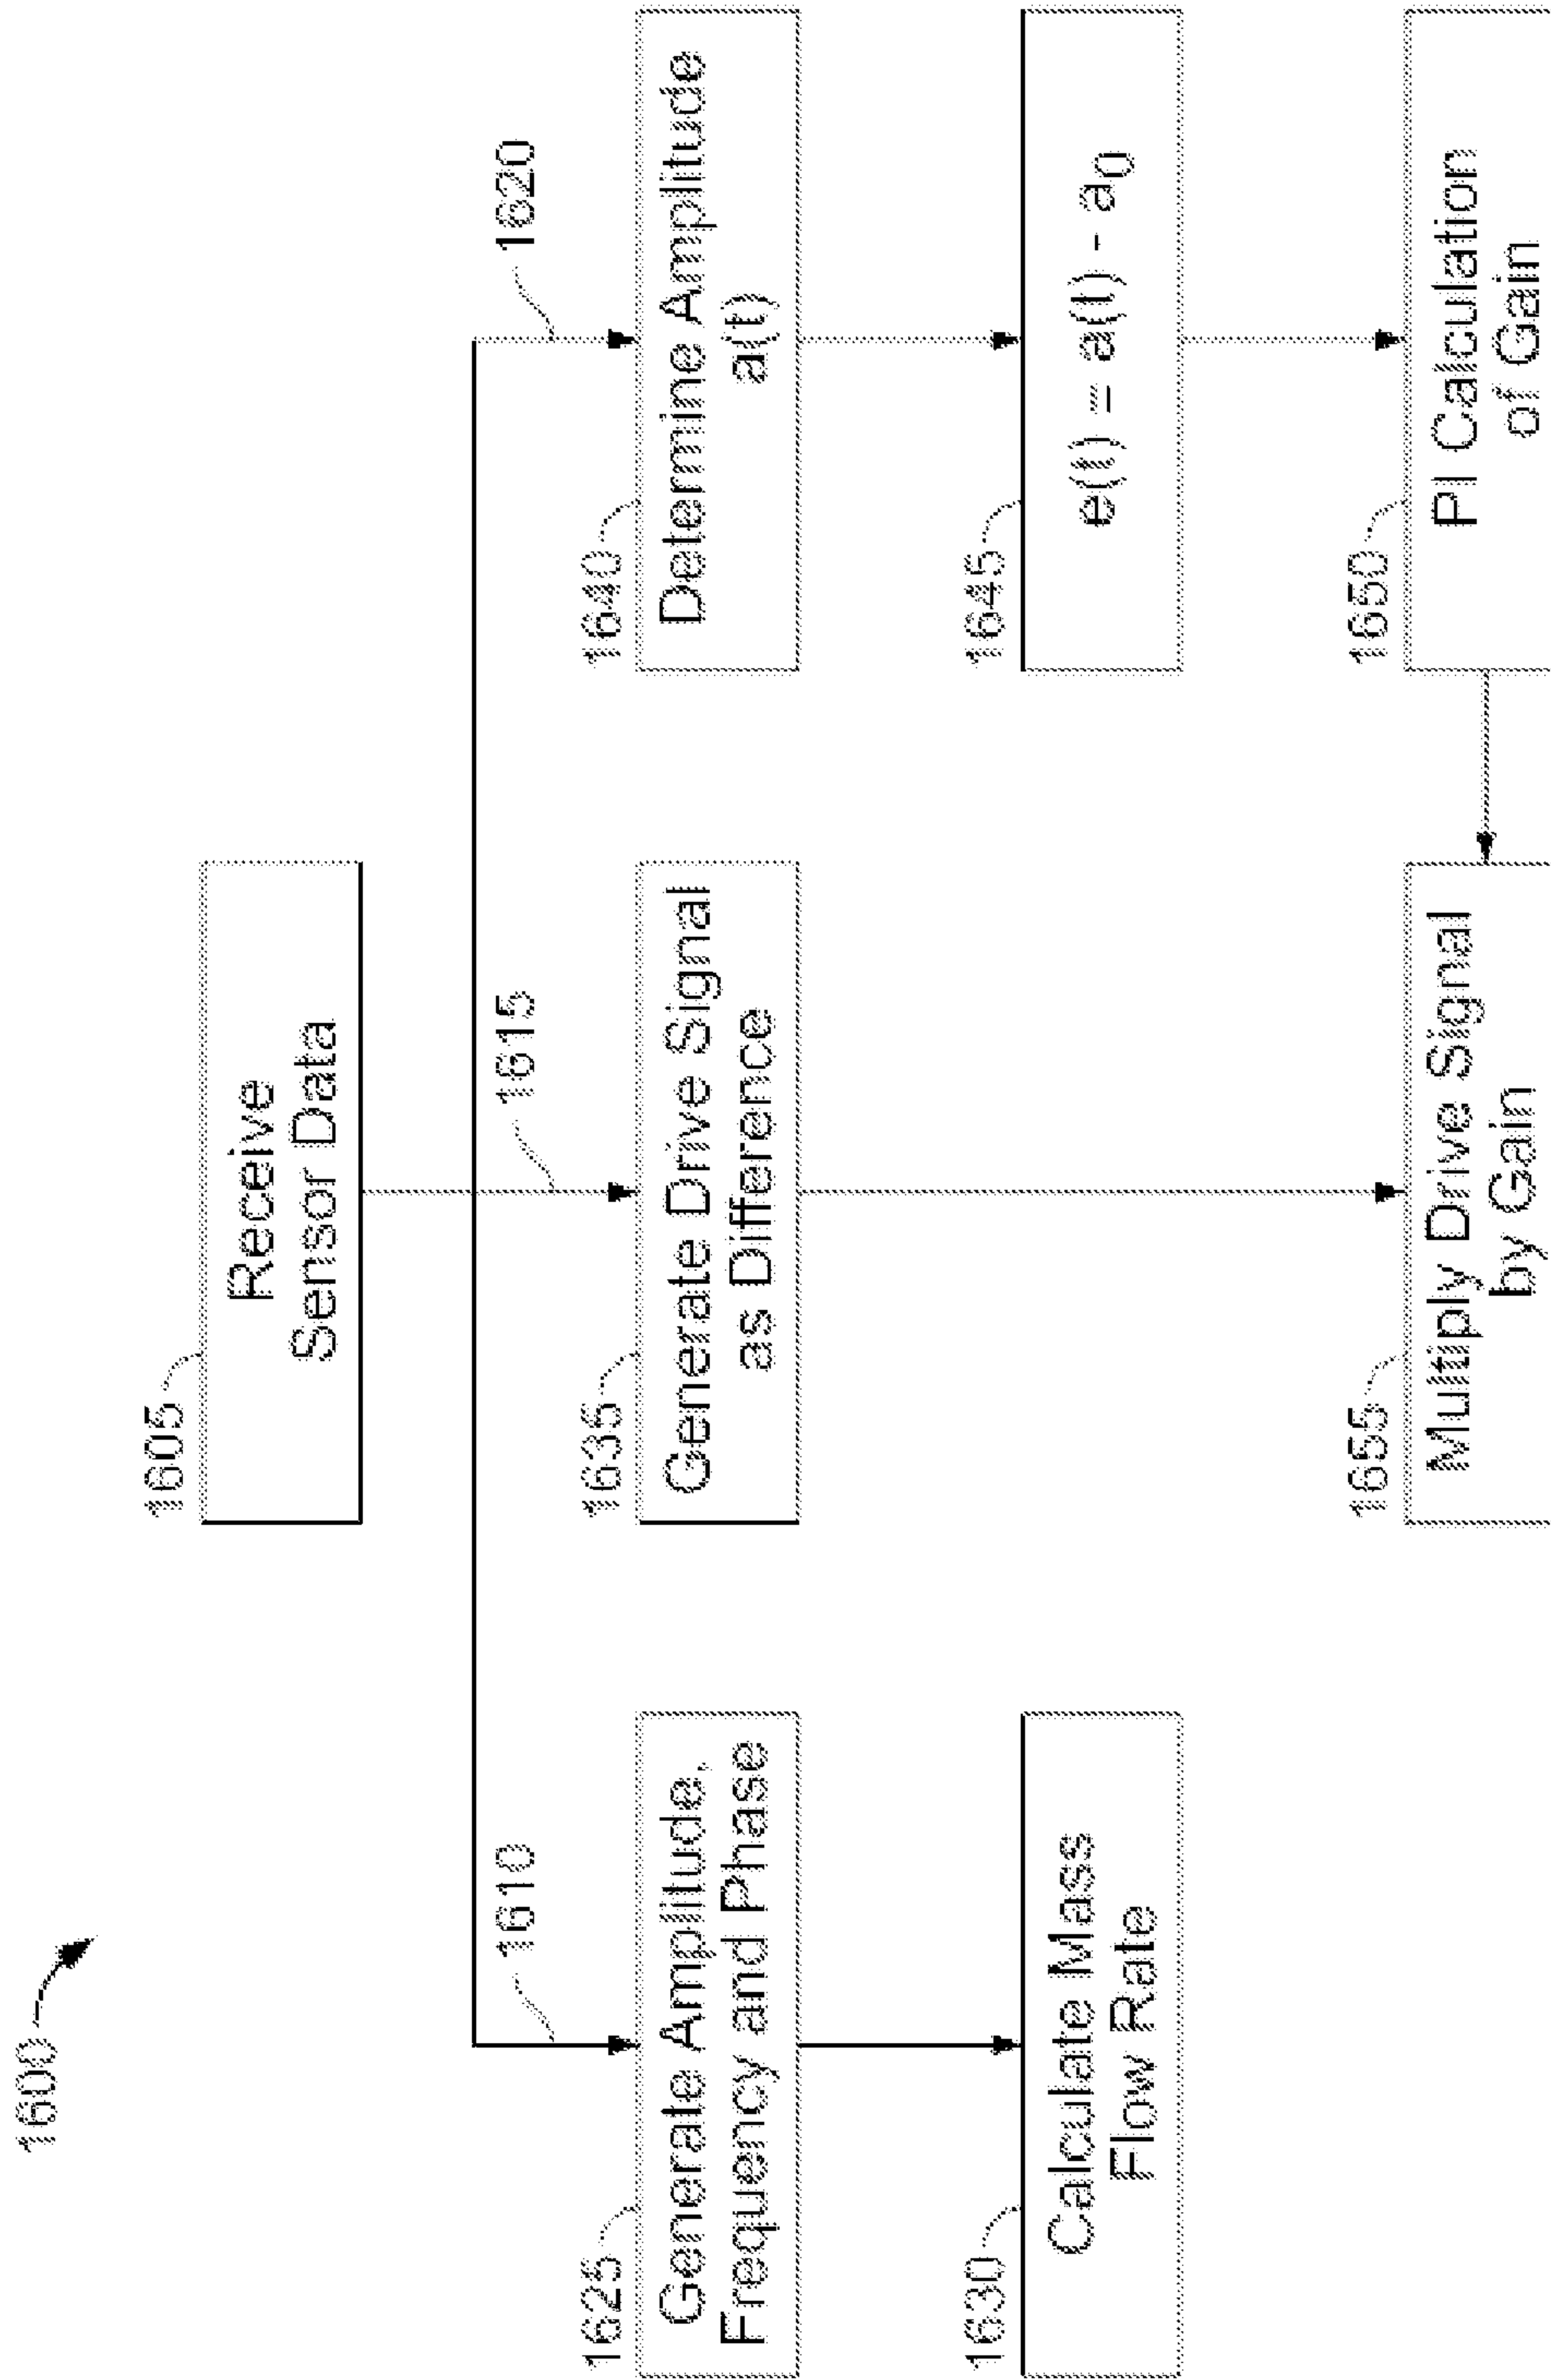 1600
1605
Receive
Sensor Data
1610
1615
1620
1625
Generate Amplitude,
Frequency and Phase
1635
Generate Drive Signal
as Difference
1640
Determine Amplitude
a(t)
1630
Calculate Mass
Flow Rate
1645
e(t) = a(t) - a0
1655
Multiply Drive Signal
by Gain
1650
PI Calculation
of Gain